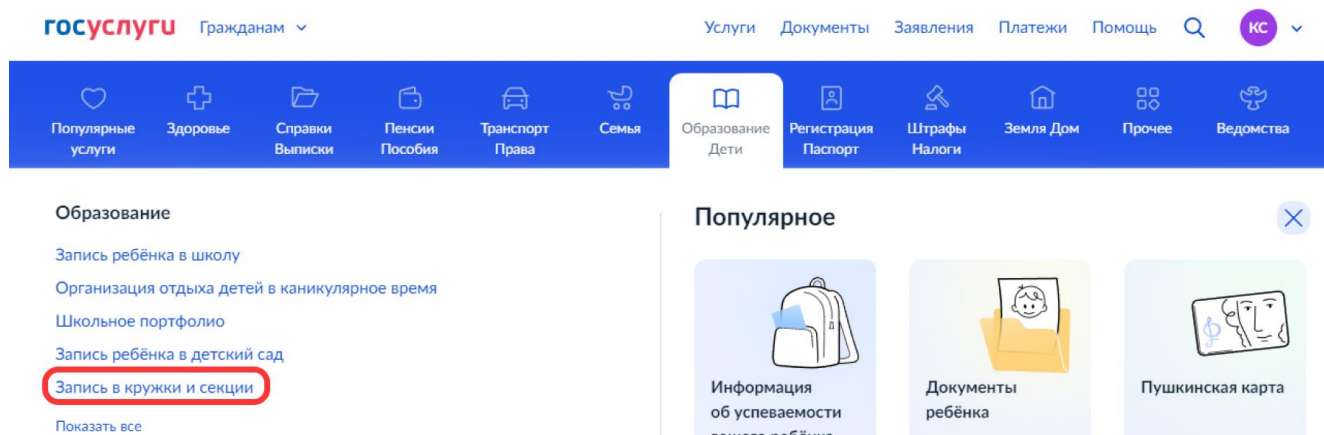 госуслуги Гражданам
Услуги Документы Заявления Платежи Помощь КС
Популярные услуги
Здоровье
Справки Выписки
Пенсии Пособия
Транспорт Права
Семья
Образование Дети
Регистрация Паспорт
Штрафы Налоги
Земля Дом
Прочее
Ведомства
Образование
Запись ребёнка в школу
Организация отдыха детей в каникулярное время
Школьное портфолио
Запись ребёнка в детский сад
Запись в кружки и секции
Показать все
Популярное
Информация
об успеваемости
вашего ребёнка
Документы
ребёнка
Пушкинская карта